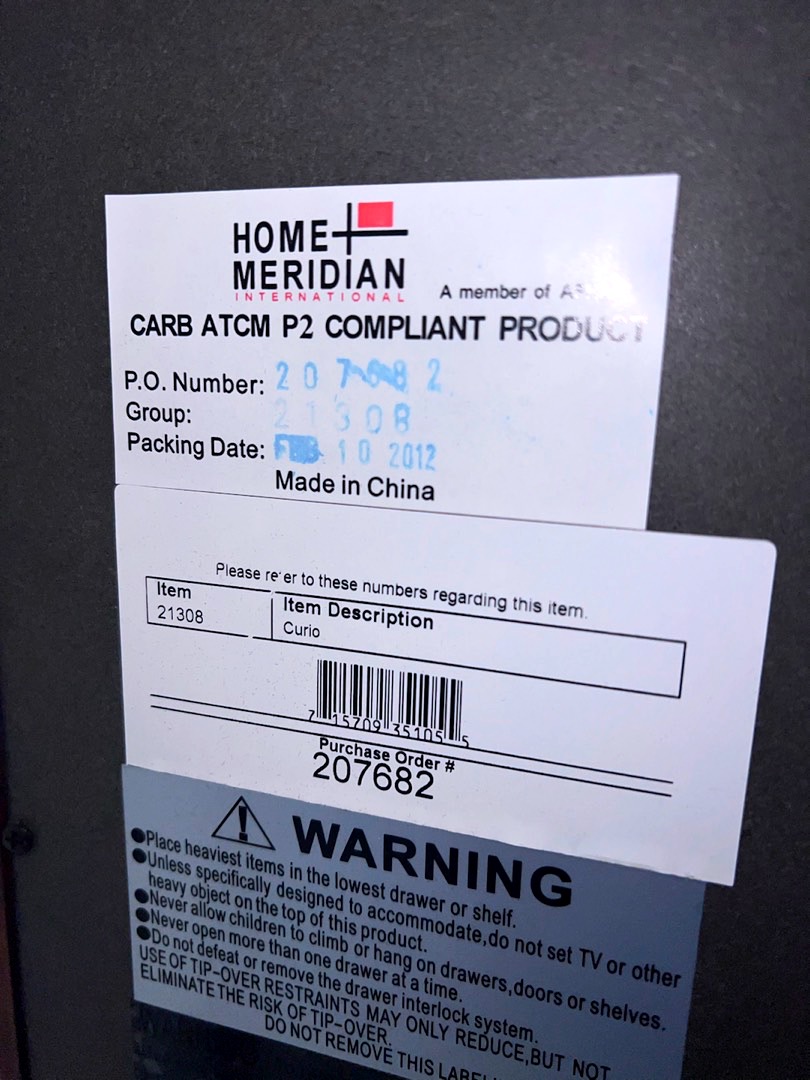 HOME
MERIDIAN
INTERNATIONAL
A member of
CARB ATCM P2 COMPLIANT PRODUCT
P.O. Number: 207682
Group: 21308
Packing Date: FEB 10 2012
Made in China
Please refer to these numbers regarding this item.
Item
21308
Item Description
Curio
7 15709 35105 5
Purchase Order #
207682
WARNING
●Place heaviest items in the lowest drawer or shelf.
●Unless specifically designed to accommodate,do not set TV or other
heavy object on the top of this product.
●Never allow children to climb or hang on drawers,doors or shelves.
●Never open more than one drawer at a time.
●Do not defeat or remove the drawer interlock system.
USE OF TIP-OVER RESTRAINTS MAY ONLY REDUCE,BUT NOT
ELIMINATE THE RISK OF TIP-OVER.
DO NOT REMOVE THIS LABEL